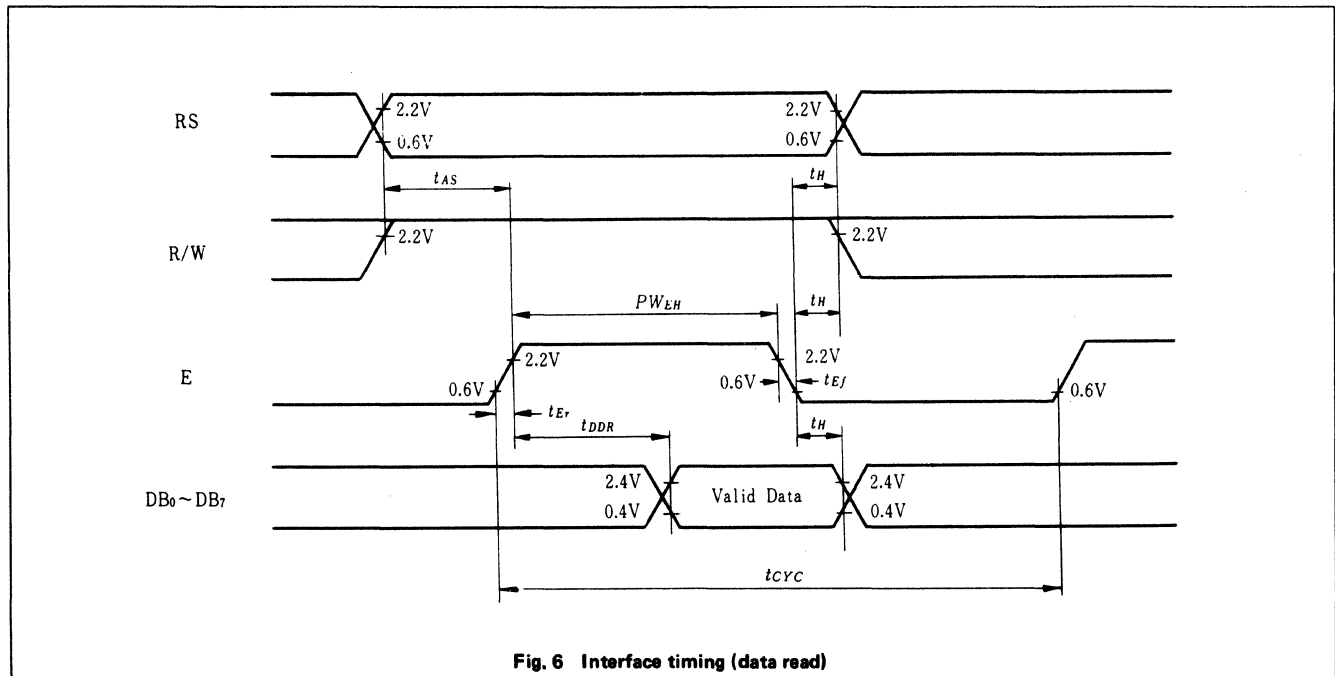 RS
2.2V
0.6V
2.2V
0.6V
tAS
tH
R/W
2.2V
2.2V
PWEH
tH
E
2.2V
2.2V
0.6V
0.6V
tEf
0.6V
tEr
tDDR
tH
DB0~DB7
2.4V
0.4V
Valid Data
2.4V
0.4V
tCYC
Fig. 6 Interface timing (data read)